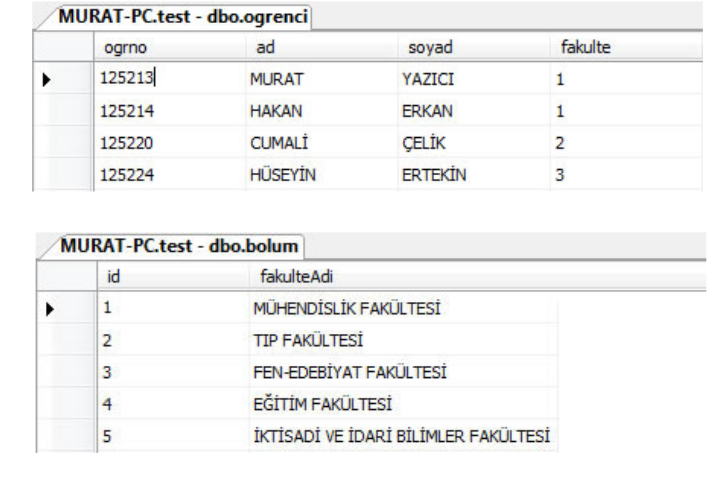 MURAT-PC.test - dbo.ogrenci
ogrno ad soyad fakulte
125213 MURAT YAZICI 1
125214 HAKAN ERKAN 1
125220 CUMALİ ÇELİK 2
125224 HÜSEYİN ERTEKİN 3
MURAT-PC.test - dbo.bolum
id fakulteAdi
1 MÜHENDİSLİK FAKÜLTESİ
2 TIP FAKÜLTESİ
3 FEN-EDEBİYAT FAKÜLTESİ
4 EĞİTİM FAKÜLTESİ
5 İKTİSADİ VE İDARİ BİLİMLER FAKÜLTESİ